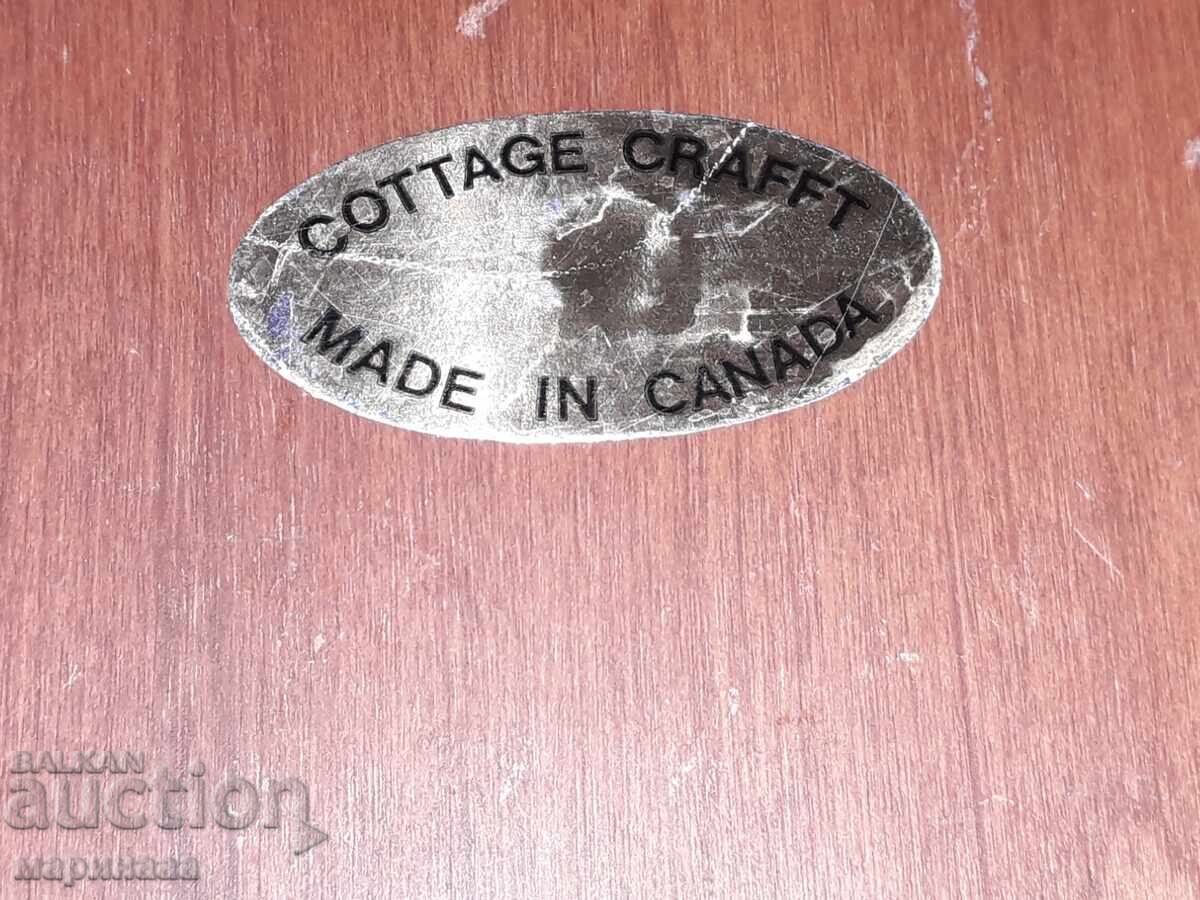 COTTAGE CRAFFT
MADE IN CANADA
BALKAN
auction
маринааа